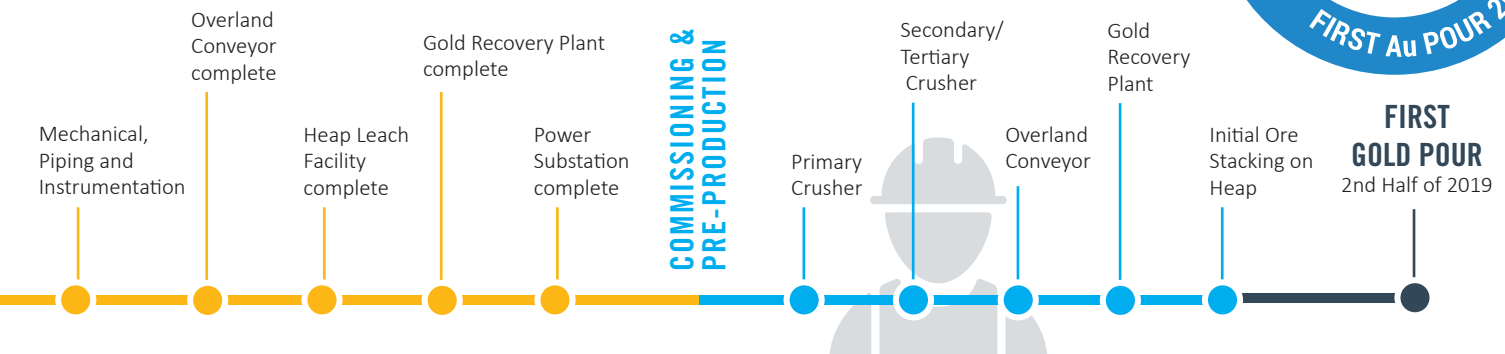 Mechanical,
Piping and
Instrumentation
Overland
Conveyor
complete
Heap Leach
Facility
complete
Gold Recovery Plant
complete
Power
Substation
complete
COMMISSIONING &
PRE-PRODUCTION
Primary
Crusher
Secondary/
Tertiary
Crusher
Overland
Conveyor
Gold
Recovery
Plant
Initial Ore
Stacking on
Heap
FIRST Au POUR 2
FIRST
GOLD POUR
2nd Half of 2019